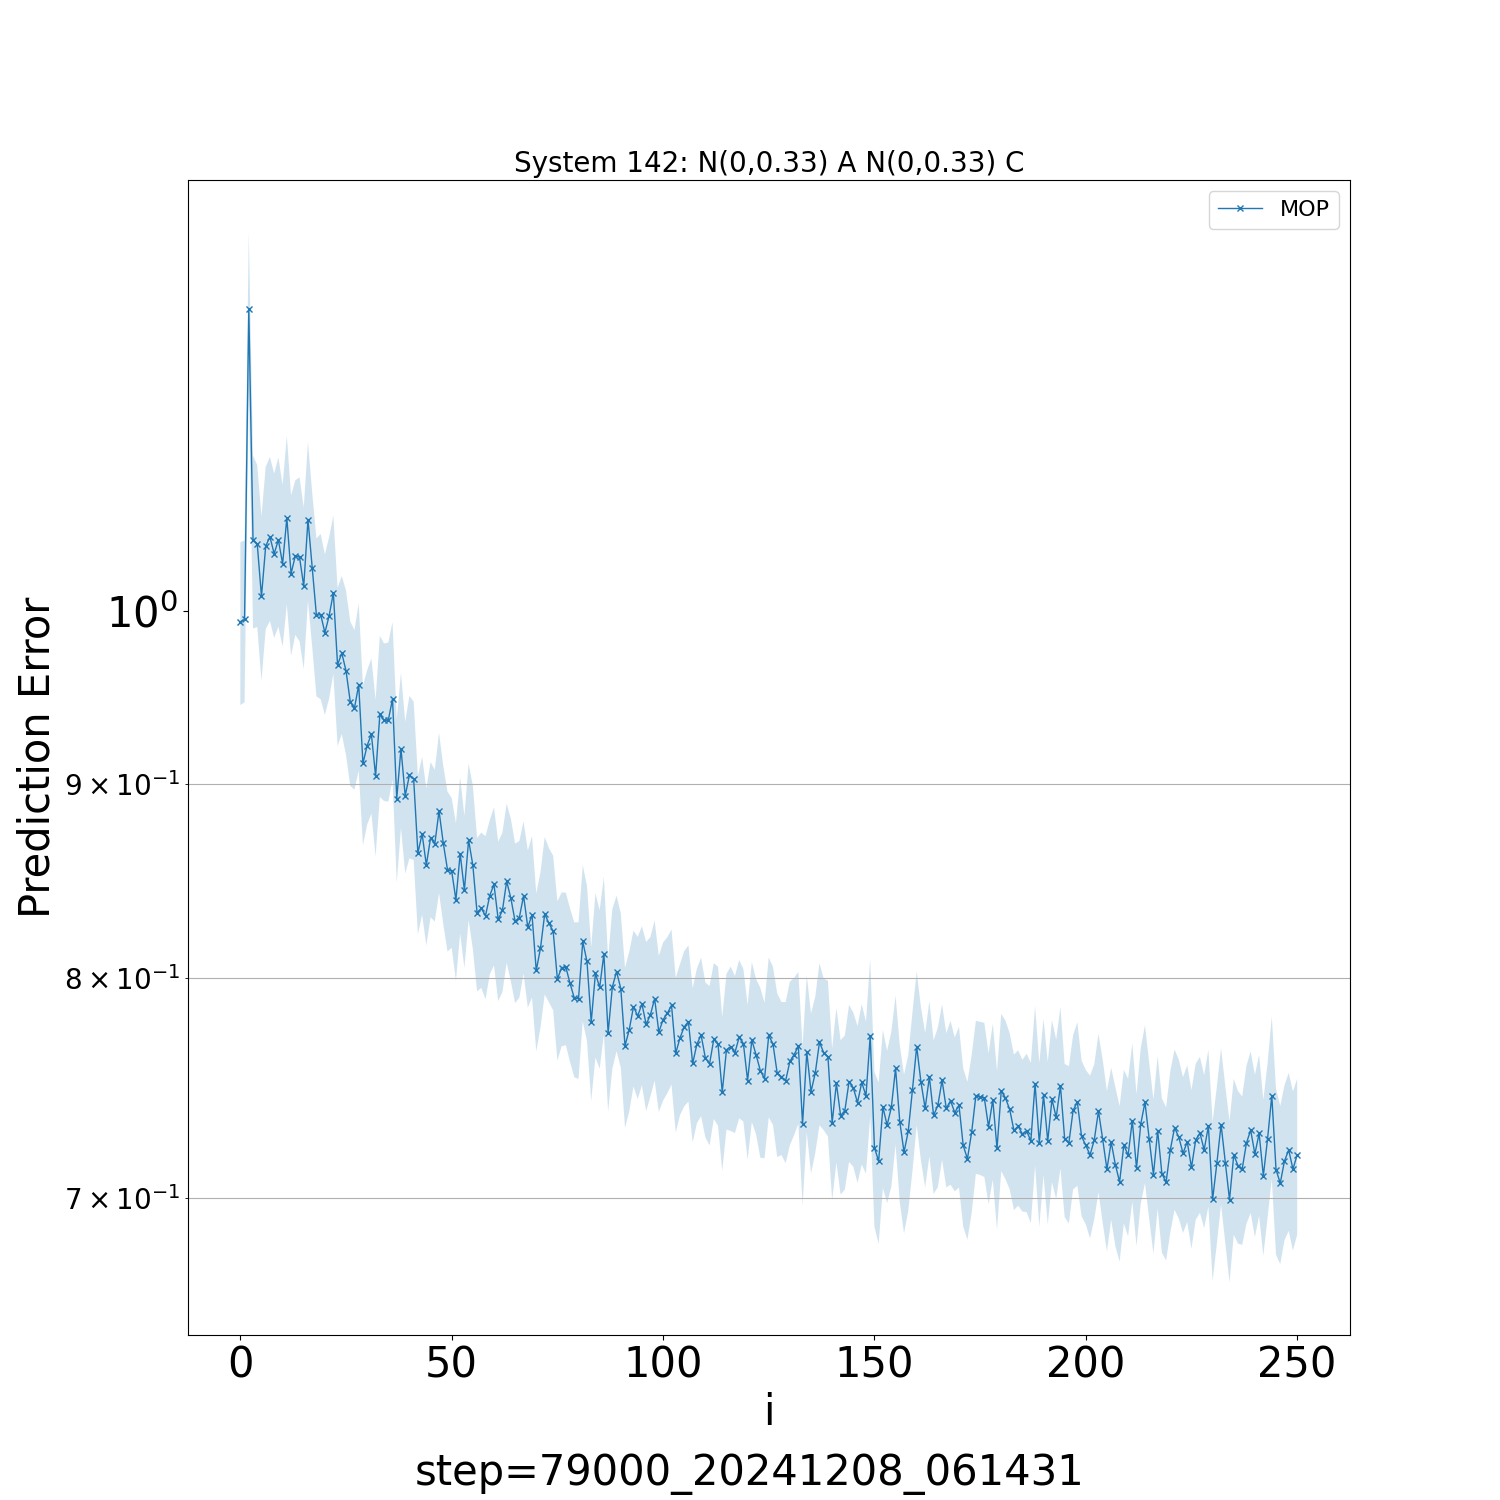 System 142: N(0,0.33) A N(0,0.33) C
MOP
10⁰
9 × 10⁻¹
8 × 10⁻¹
7 × 10⁻¹
Prediction Error
0 50 100 150 200 250
i
step=79000_20241208_061431